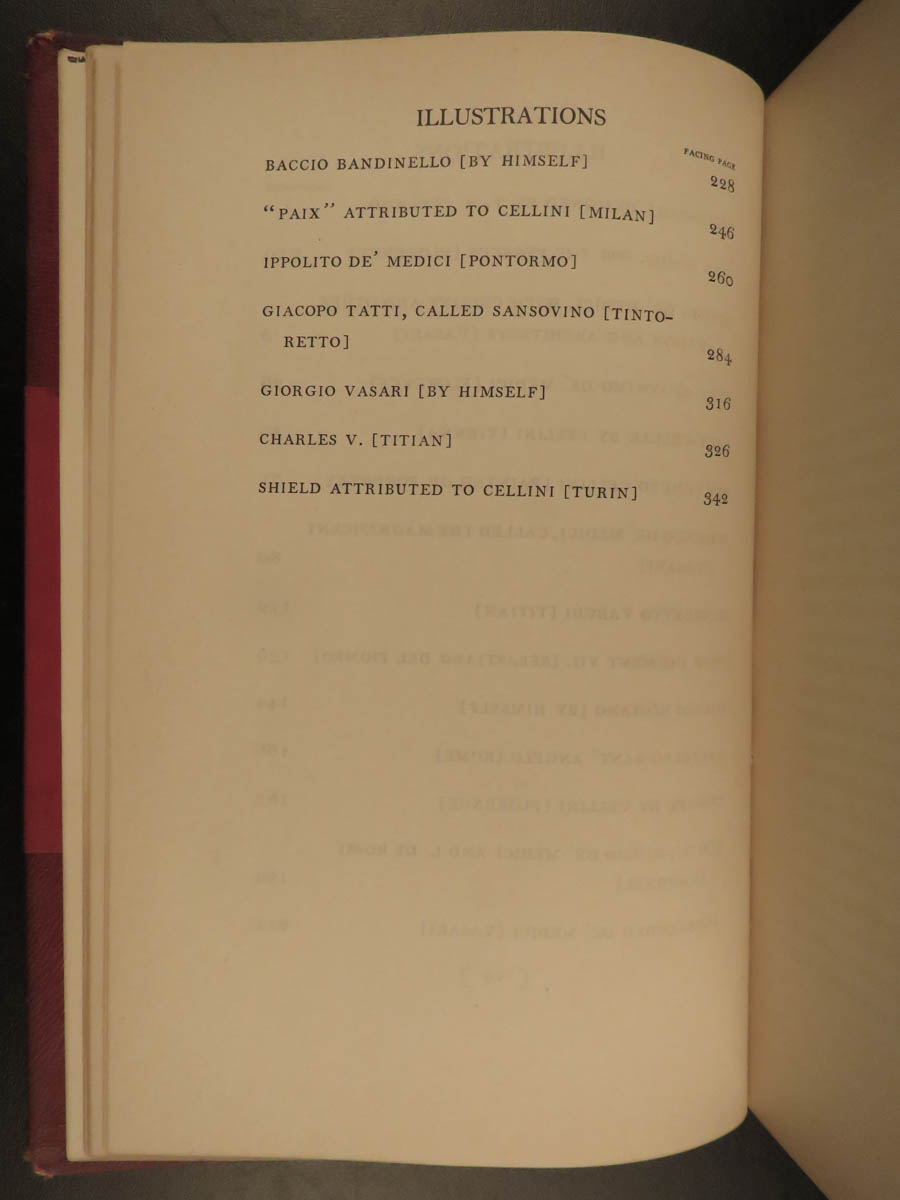 ILLUSTRATIONS
FACING PAGE
BACCIO BANDINELLO [BY HIMSELF] 228
“PAIX” ATTRIBUTED TO CELLINI [MILAN] 246
IPPOLITO DE’ MEDICI [PONTORMO] 260
GIACOPO TATTI, CALLED SANSOVINO [TINTO-
RETTO] 284
GIORGIO VASARI [BY HIMSELF] 316
CHARLES V. [TITIAN] 326
SHIELD ATTRIBUTED TO CELLINI [TURIN] 342